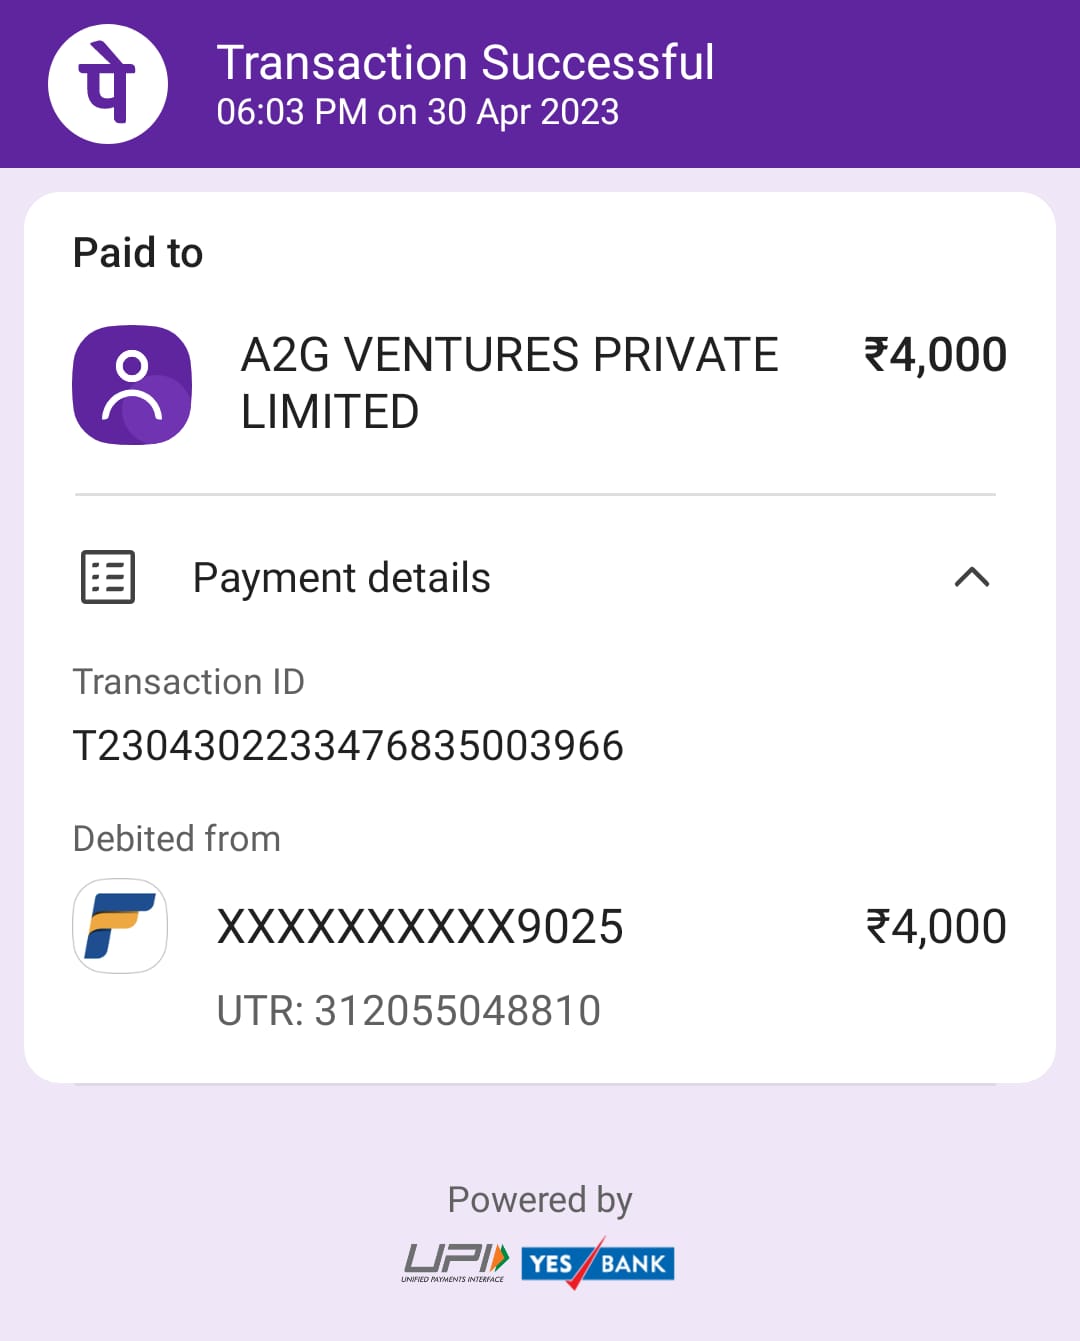 पे
Transaction Successful
06:03 PM on 30 Apr 2023
Paid to
A2G VENTURES PRIVATE
LIMITED
₹4,000
Payment details
Transaction ID
T2304302233476835003966
Debited from
XXXXXXXXXX9025
₹4,000
UTR: 312055048810
Powered by
UPI
UNIFIED PAYMENTS INTERFACE
YES BANK